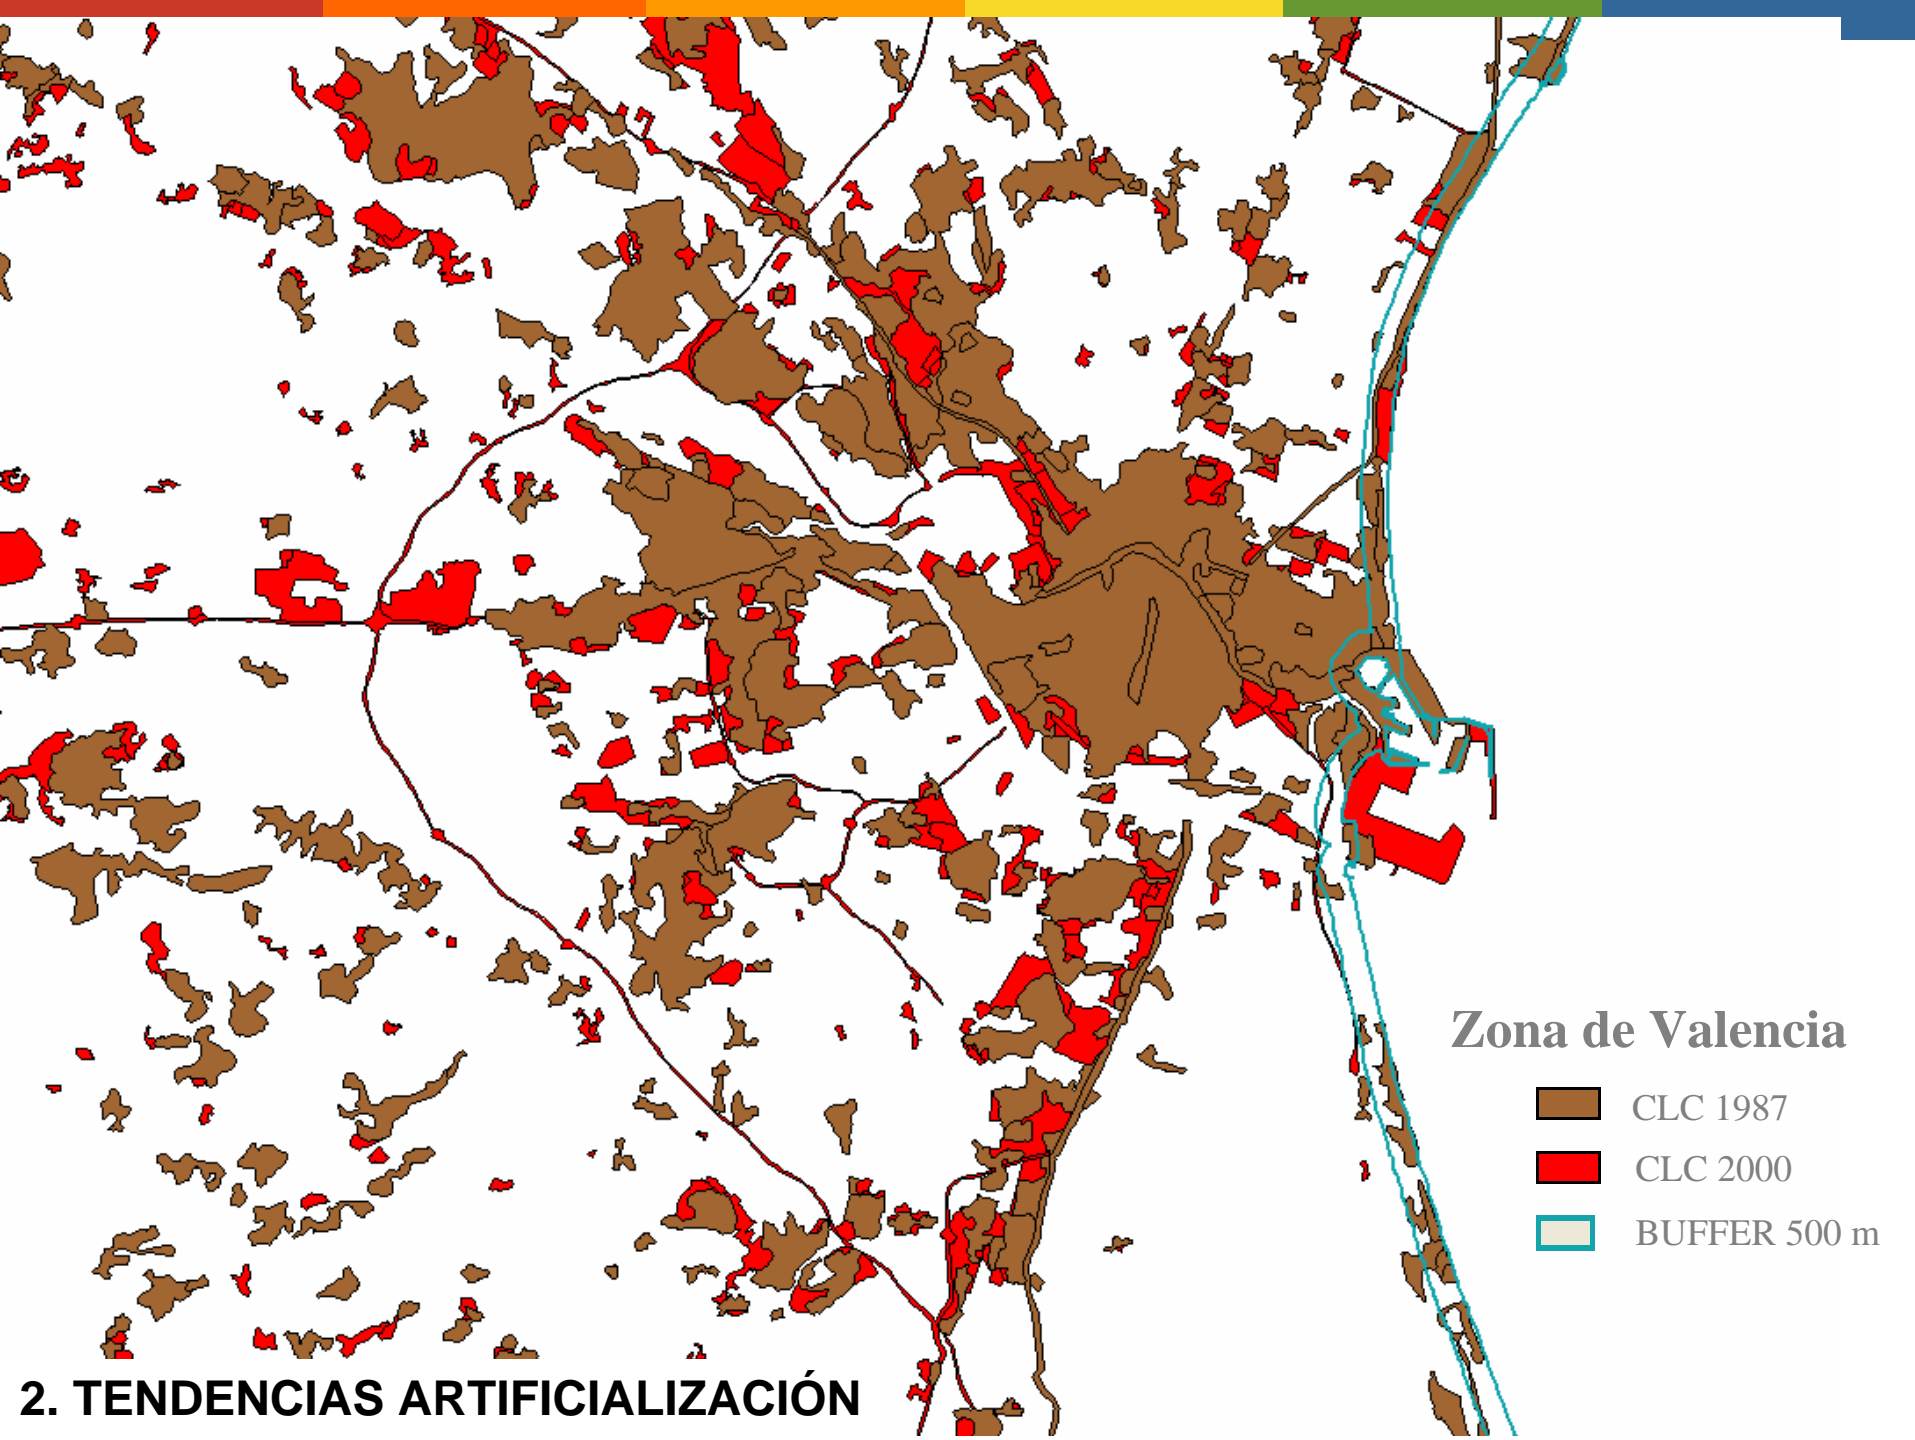 Zona de Valencia
CLC 1987
CLC 2000
BUFFER 500 m
2. TENDENCIAS ARTIFICIALIZACIÓN